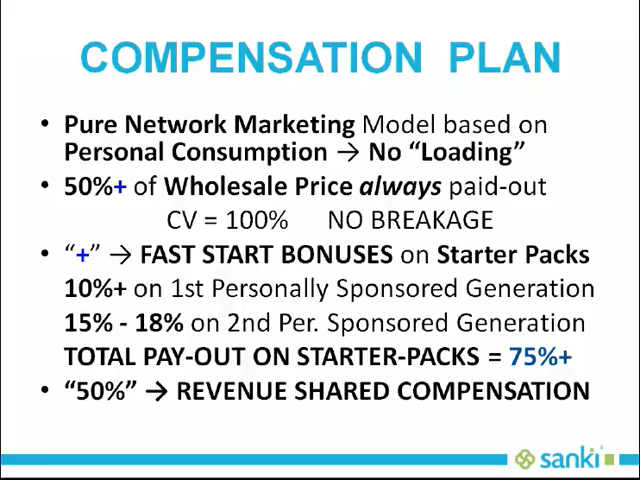 COMPENSATION PLAN
• Pure Network Marketing Model based on
Personal Consumption → No “Loading”
• 50%+ of Wholesale Price always paid-out
CV = 100% NO BREAKAGE
• “+” → FAST START BONUSES on Starter Packs
10%+ on 1st Personally Sponsored Generation
15% - 18% on 2nd Per. Sponsored Generation
TOTAL PAY-OUT ON STARTER-PACKS = 75%+
• “50%” → REVENUE SHARED COMPENSATION
sanki